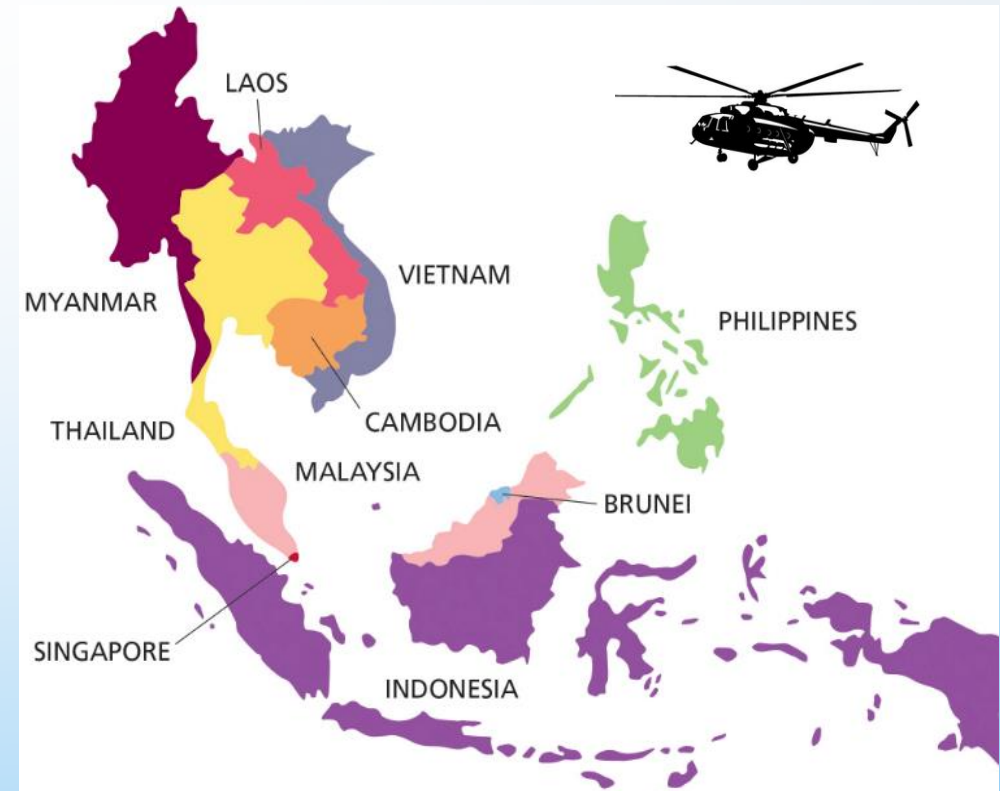 LAOS
VIETNAM
MYANMAR
PHILIPPINES
CAMBODIA
THAILAND
MALAYSIA
BRUNEI
SINGAPORE
INDONESIA